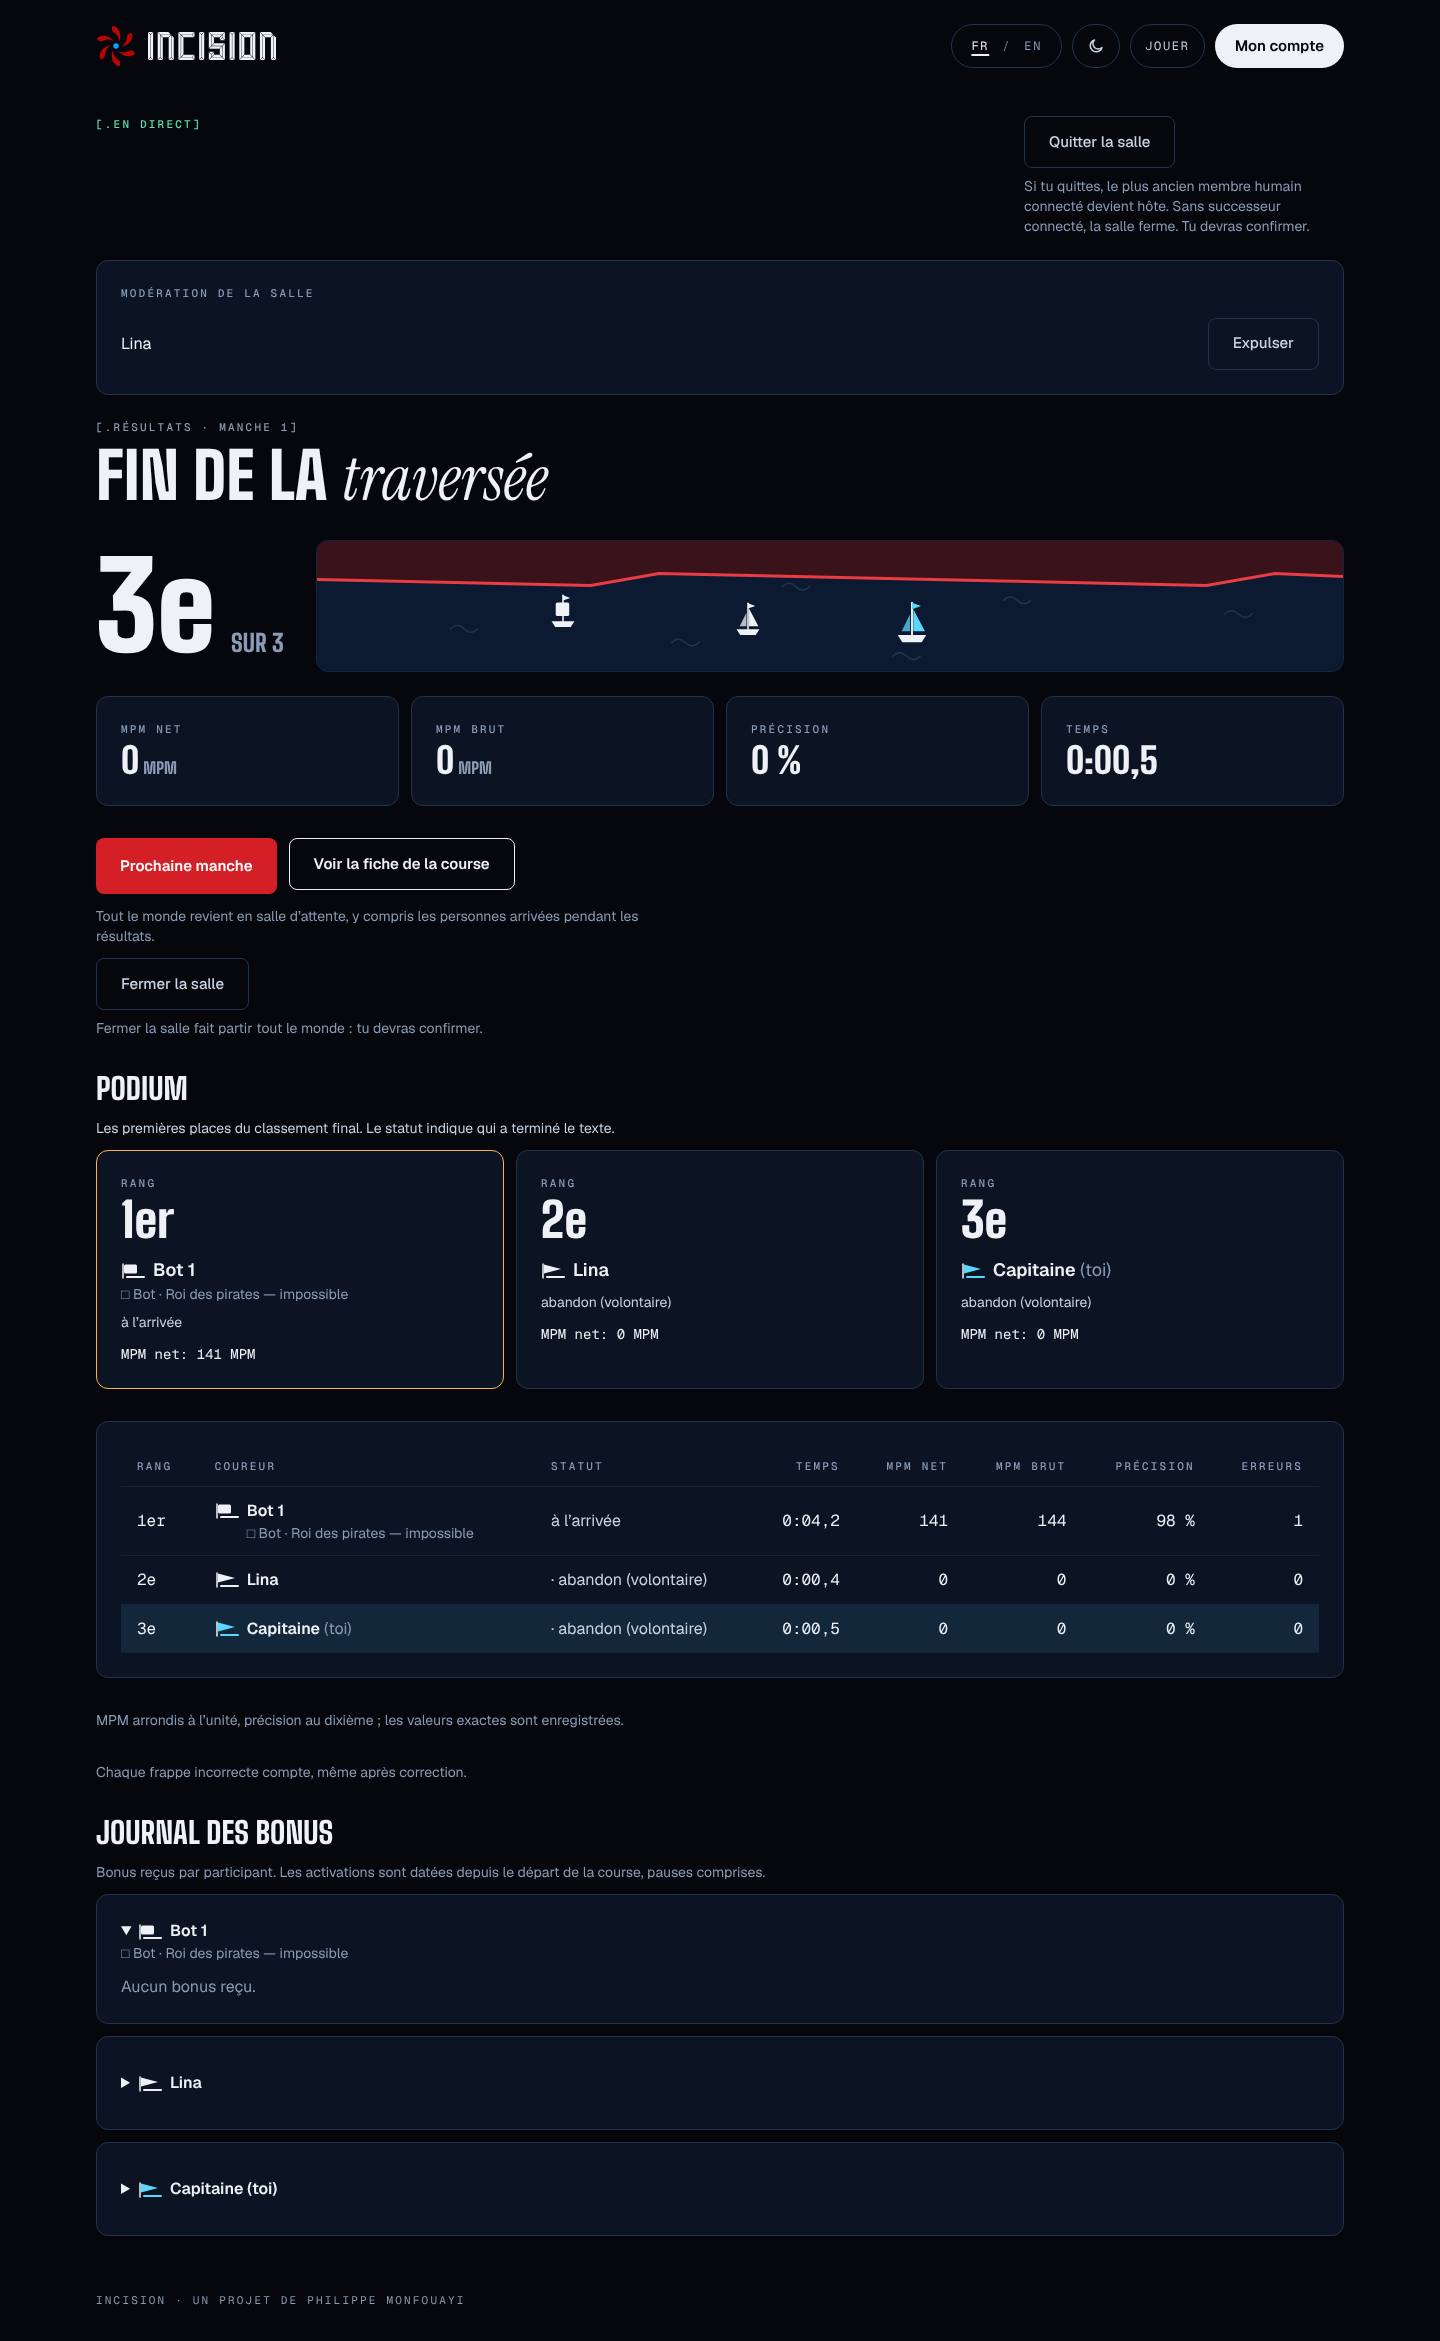 INCISION
FR / EN
JOUER
Mon compte
[.EN DIRECT]
Quitter la salle
Si tu quittes, le plus ancien membre humain
connecté devient hôte. Sans successeur
connecté, la salle ferme. Tu devras confirmer.
MODÉRATION DE LA SALLE
Lina
Expulser
[.RÉSULTATS · MANCHE 1]
FIN DE LA traversée
3e SUR 3
MPM NET
0 MPM
MPM BRUT
0 MPM
PRÉCISION
0 %
TEMPS
0:00,5
Prochaine manche
Voir la fiche de la course
Tout le monde revient en salle d’attente, y compris les personnes arrivées pendant les
résultats.
Fermer la salle
Fermer la salle fait partir tout le monde : tu devras confirmer.
PODIUM
Les premières places du classement final. Le statut indique qui a terminé le texte.
RANG
1er
Bot 1
□ Bot · Roi des pirates — impossible
à l’arrivée
MPM net: 141 MPM
RANG
2e
Lina
abandon (volontaire)
MPM net: 0 MPM
RANG
3e
Capitaine (toi)
abandon (volontaire)
MPM net: 0 MPM
RANG COUREUR STATUT TEMPS MPM NET MPM BRUT PRÉCISION ERREURS
1er Bot 1 à l’arrivée 0:04,2 141 144 98 % 1
□ Bot · Roi des pirates — impossible
2e Lina · abandon (volontaire) 0:00,4 0 0 0 % 0
3e Capitaine (toi) · abandon (volontaire) 0:00,5 0 0 0 % 0
MPM arrondis à l’unité, précision au dixième ; les valeurs exactes sont enregistrées.
Chaque frappe incorrecte compte, même après correction.
JOURNAL DES BONUS
Bonus reçus par participant. Les activations sont datées depuis le départ de la course, pauses comprises.
Bot 1
□ Bot · Roi des pirates — impossible
Aucun bonus reçu.
Lina
Capitaine (toi)
INCISION · UN PROJET DE PHILIPPE MONFOUAYI